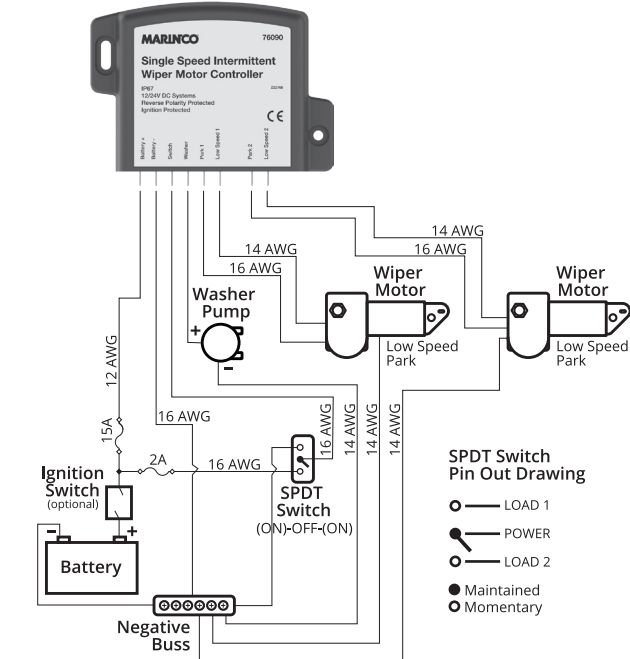 MARINCO 76090
Single Speed Intermittent
Wiper Motor Controller
IP67
12/24V DC Systems
Reverse Polarity Protected
Ignition Protected
CE
Battery +
Battery -
Switch
Washer
Park 1
Low Speed 1
Park 2
Low Speed 2
14 AWG
16 AWG
14 AWG
16 AWG
Washer
Pump
+
-
Wiper
Motor
Low Speed
Park
Wiper
Motor
Low Speed
Park
12 AWG
15A
16 AWG
2A
16 AWG
16 AWG
14 AWG
14 AWG
14 AWG
Ignition
Switch
(optional)
SPDT
Switch
(ON)-OFF-(ON)
- +
Battery
Negative
Buss
SPDT Switch
Pin Out Drawing
LOAD 1
POWER
LOAD 2
Maintained
Momentary